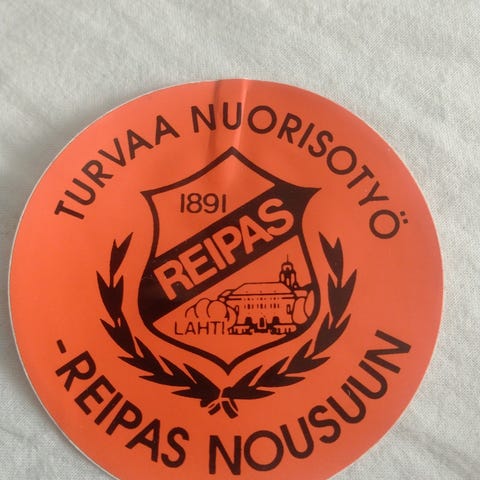 TURVAA NUORISOTYÖ
1891
REIPAS
LAHTI
-REIPAS NOUSUUN